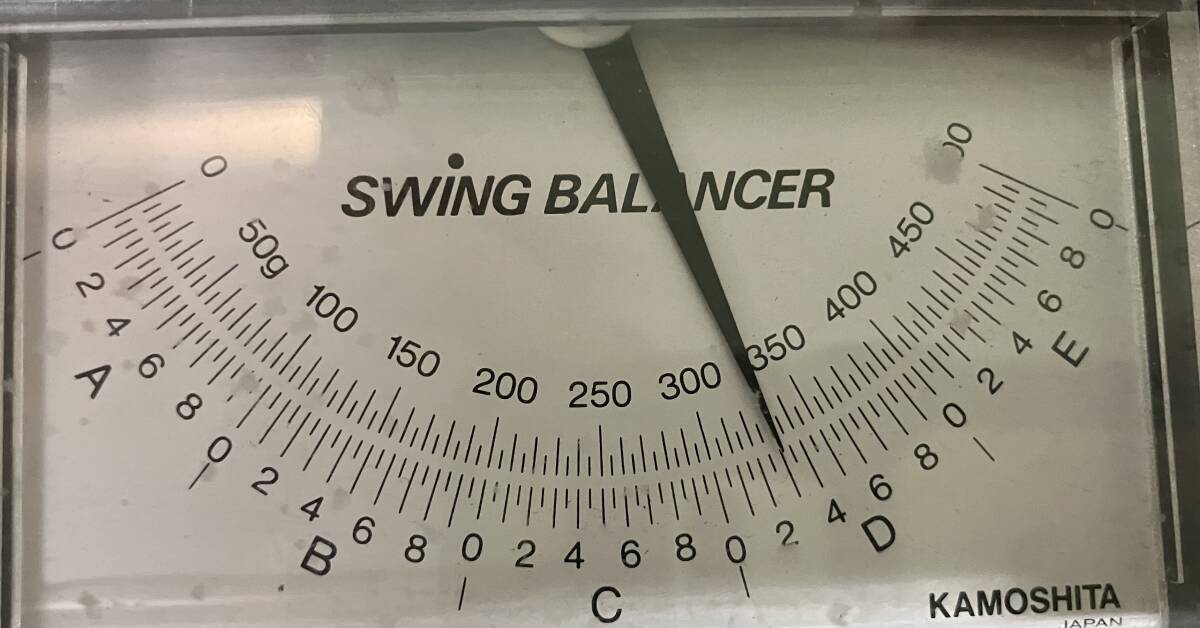 SWING BALANCER
0 50g 100 150 200 250 300 350 400 450 00
0 2 4 6 8 0 2 4 6 8 0 2 4 6 8 0 2 4 6 8 0 2 4 6 8 0
A B C D E
KAMOSHITA
JAPAN